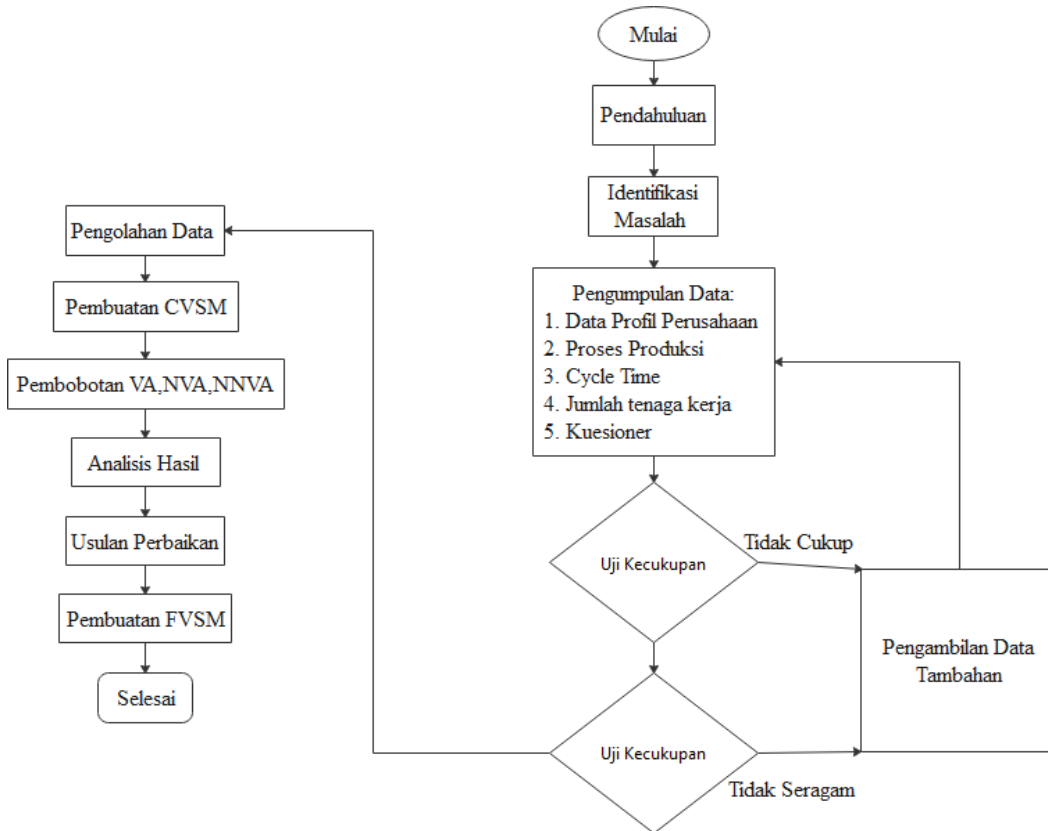 Mulai
Pendahuluan
Identifikasi
Masalah
Pengumpulan Data:
1. Data Profil Perusahaan
2. Proses Produksi
3. Cycle Time
4. Jumlah tenaga kerja
5. Kuesioner
Uji Kecukupan
Tidak Cukup
Pengambilan Data
Tambahan
Uji Kecukupan
Tidak Seragam
Pengolahan Data
Pembuatan CVSM
Pembobotan VA,NVA,NNVA
Analisis Hasil
Usulan Perbaikan
Pembuatan FVSM
Selesai